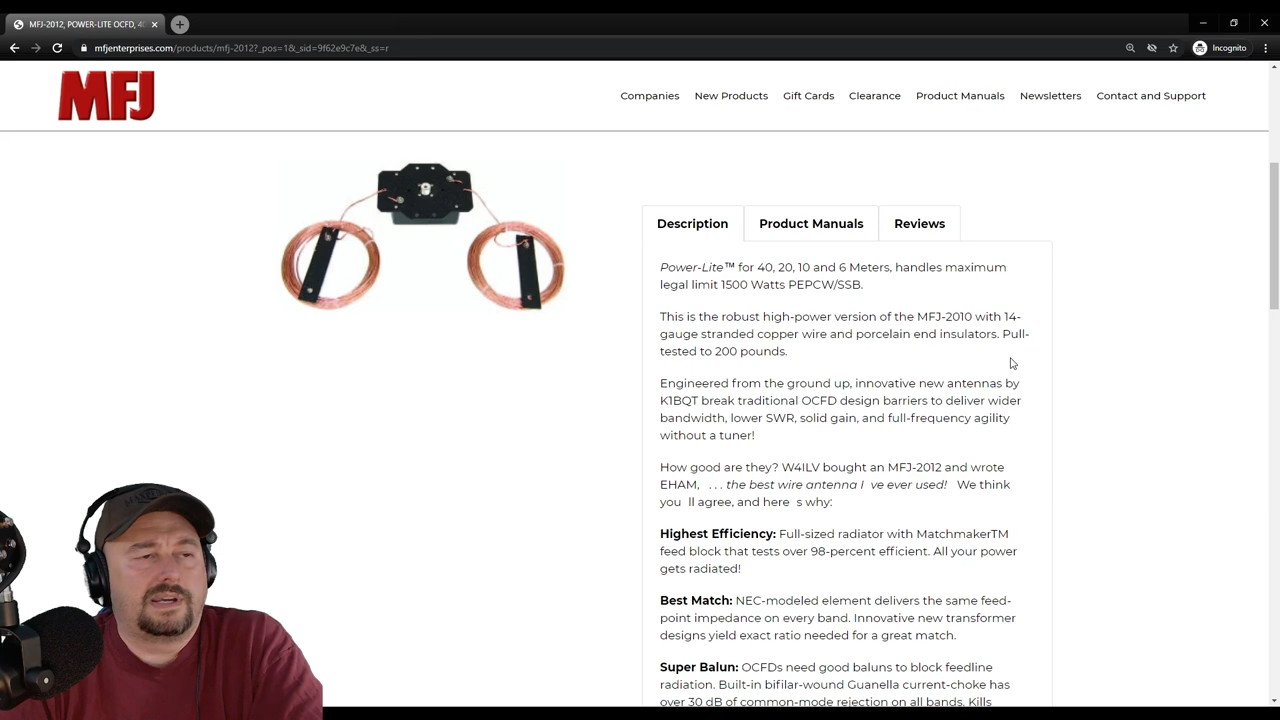 MFJ-2012, POWER-LITE OCFD, 40
mfjenterprises.com/products/mfj-2012?_pos=1&_sid=9f62e9c7e&_ss=r
Incognito
MFJ
Companies New Products Gift Cards Clearance Product Manuals Newsletters Contact and Support
Description Product Manuals Reviews
Power-Lite™ for 40, 20, 10 and 6 Meters, handles maximum
legal limit 1500 Watts PEPCW/SSB.
This is the robust high-power version of the MFJ-2010 with 14-
gauge stranded copper wire and porcelain end insulators. Pull-
tested to 200 pounds.
Engineered from the ground up, innovative new antennas by
K1BQT break traditional OCFD design barriers to deliver wider
bandwidth, lower SWR, solid gain, and full-frequency agility
without a tuner!
How good are they? W4ILV bought an MFJ-2012 and wrote
EHAM, . . . the best wire antenna I ve ever used! We think
you ll agree, and here s why:
Highest Efficiency: Full-sized radiator with MatchmakerTM
feed block that tests over 98-percent efficient. All your power
gets radiated!
Best Match: NEC-modeled element delivers the same feed-
point impedance on every band. Innovative new transformer
designs yield exact ratio needed for a great match.
Super Balun: OCFDs need good baluns to block feedline
radiation. Built-in bifilar-wound Guanella current-choke has
over 30 dB of common-mode rejection on all bands. Kills